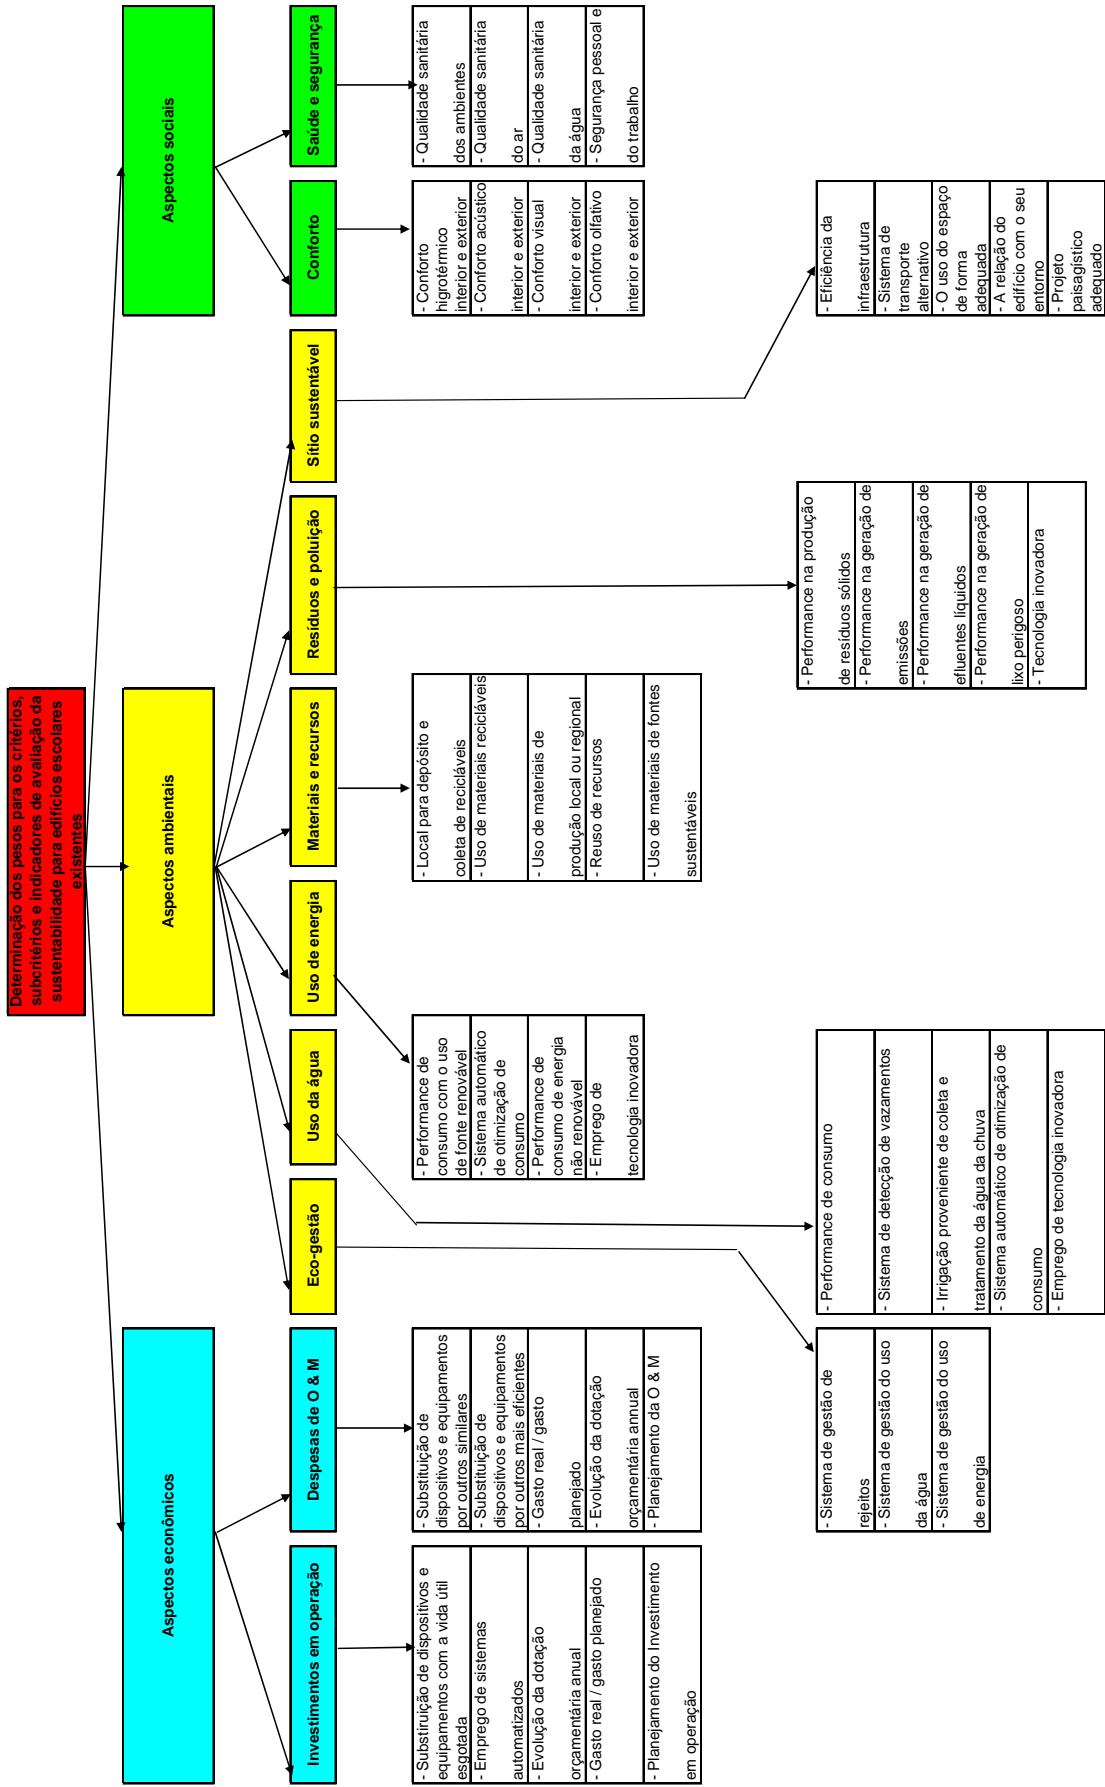 Determinação dos pesos para os critérios,
subcritérios e indicadores de avaliação da
sustentabilidade para edifícios escolares
existentes
Aspectos econômicos
Aspectos ambientais
Aspectos sociais
Investimentos em operação
Despesas de O & M
Eco-gestão
Uso da água
Uso de energia
Materiais e recursos
Resíduos e poluição
Sítio sustentável
Conforto
Saúde e segurança
- Substiruição de dispositivos e
equipamentos com a vida útil
esgotada
- Emprego de sistemas
automatizados
- Evolução da dotação
orçamentária anual
- Gasto real / gasto planejado
- Planejamento do Investimento
em operação
- Substituição de
dispositivos e equipamentos
por outros similares
- Substituição de
dispositivos e equipamentos
por outros mais eficientes
- Gasto real / gasto
planejado
- Evolução da dotação
orçamentária annual
- Planejamento da O & M
- Performance de
consumo com o uso
de fonte renovável
- Sistema automático
de otimização de
consumo
- Performance de
consumo de energia
não renovável
- Emprego de
tecnologia inovadora
- Local para depósito e
coleta de recicláveis
- Uso de materiais recicláveis
- Uso de materiais de
produção local ou regional
- Reuso de recursos
- Uso de materiais de fontes
sustentáveis
- Conforto
higrotérmico
interior e exterior
- Conforto acústico
interior e exterior
- Conforto visual
interior e exterior
- Conforto olfativo
interior e exterior
- Qualidade sanitária
dos ambientes
- Qualidade sanitária
do ar
- Qualidade sanitária
da água
- Segurança pessoal e
do trabalho
- Sistema de gestão de
rejeitos
- Sistema de gestão do uso
da água
- Sistema de gestão do uso
de energia
- Performance de consumo
- Sistema de detecção de vazamentos
- Irrigação proveniente de coleta e
tratamento da água da chuva
- Sistema automático de otimização de
consumo
- Emprego de tecnologia inovadora
- Performance na produção
de resíduos sólidos
- Performance na geração de
emissões
- Performance na geração de
efluentes líquidos
- Performance na geração de
lixo perigoso
- Tecnologia inovadora
- Eficiência da
infraestrutura
- Sistema de
transporte
alternativo
- O uso do espaço
de forma
adequada
- A relação do
edifício com o seu
entorno
- Projeto
paisagístico
adequado